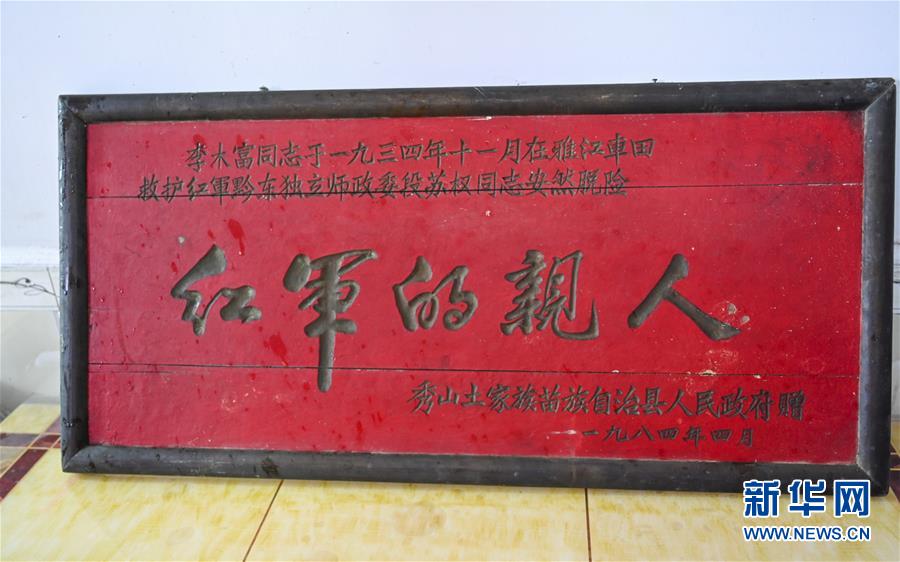 李木富同志于一九三四年十一月在雅江車田
救护红軍黔东独立师政委段苏权同志安然脱险
红軍的親人
秀山土家族苗族自治县人民政府赠
一九八四年四月
新华网
WWW.NEWS.CN